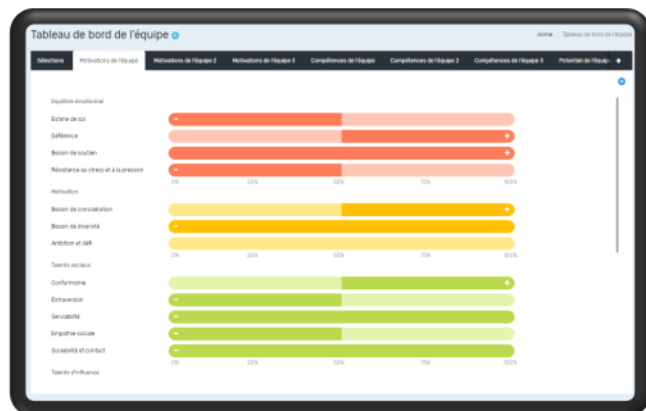 Tableau de bord de l'équipe
Home Tableau de bord de l'équipe
Sélections Motivations de l'équipe Motivations de l'équipe 2 Motivations de l'équipe 3 Compétences de l'équipe Compétences de l'équipe 2 Compétences de l'équipe 3 Potentiel de l'équip
Equilibre émotionnel
Estime de soi -
Déférence +
Besoin de soutien +
Résistance au stress et à la pression -
0% 25% 50% 75% 100%
Motivation
Besoin de considération +
Besoin de diversité -
Ambition et défi
0% 25% 50% 75% 100%
Talents sociaux
Conformisme +
Extraversion -
Serviabilité -
Empathie sociale -
Sociabilité et contact -
0% 25% 50% 75% 100%
Talents d'influence